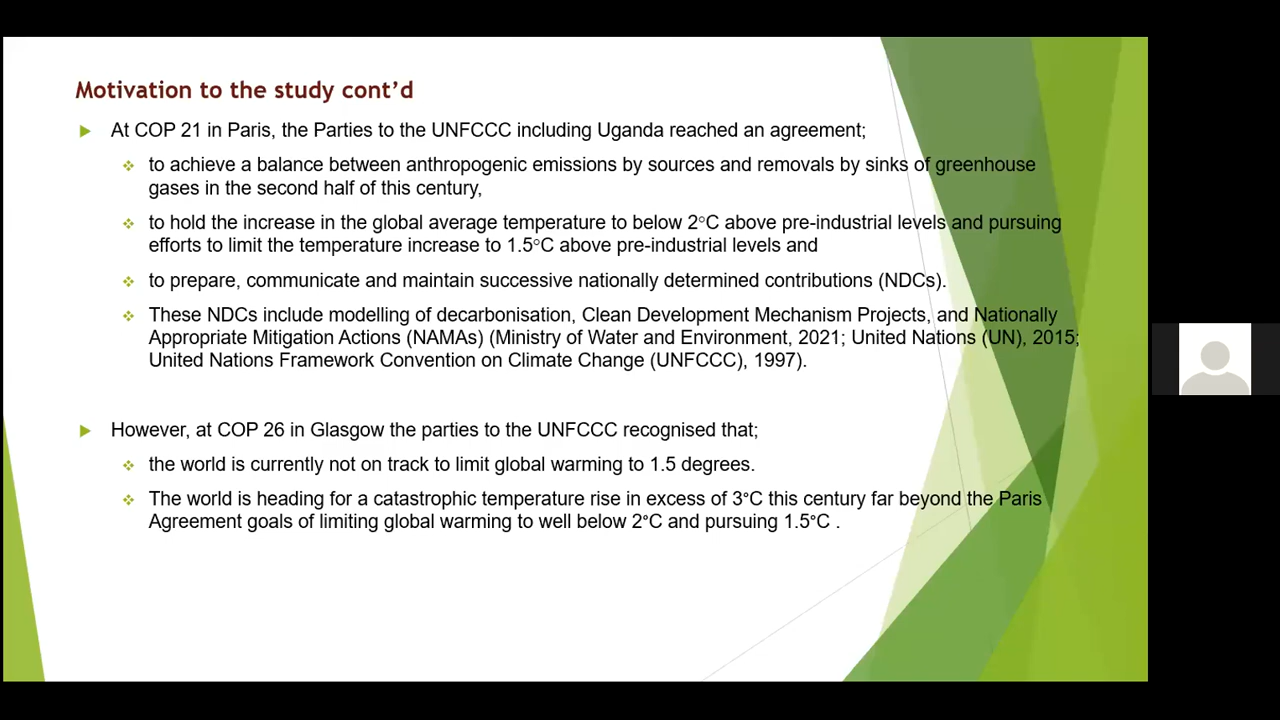 Motivation to the study cont’d
At COP 21 in Paris, the Parties to the UNFCCC including Uganda reached an agreement;
to achieve a balance between anthropogenic emissions by sources and removals by sinks of greenhouse
gases in the second half of this century,
to hold the increase in the global average temperature to below 2°C above pre-industrial levels and pursuing
efforts to limit the temperature increase to 1.5°C above pre-industrial levels and
to prepare, communicate and maintain successive nationally determined contributions (NDCs).
These NDCs include modelling of decarbonisation, Clean Development Mechanism Projects, and Nationally
Appropriate Mitigation Actions (NAMAs) (Ministry of Water and Environment, 2021; United Nations (UN), 2015;
United Nations Framework Convention on Climate Change (UNFCCC), 1997).
However, at COP 26 in Glasgow the parties to the UNFCCC recognised that;
the world is currently not on track to limit global warming to 1.5 degrees.
The world is heading for a catastrophic temperature rise in excess of 3°C this century far beyond the Paris
Agreement goals of limiting global warming to well below 2°C and pursuing 1.5°C .